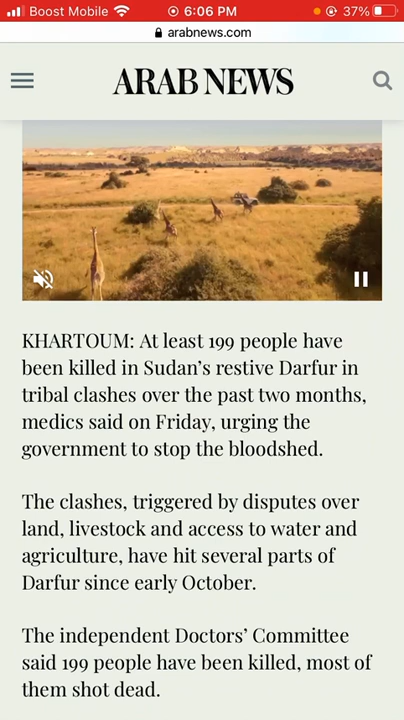 Boost Mobile 6:06 PM 37%
arabnews.com
ARAB NEWS
KHARTOUM: At least 199 people have
been killed in Sudan’s restive Darfur in
tribal clashes over the past two months,
medics said on Friday, urging the
government to stop the bloodshed.
The clashes, triggered by disputes over
land, livestock and access to water and
agriculture, have hit several parts of
Darfur since early October.
The independent Doctors’ Committee
said 199 people have been killed, most of
them shot dead.